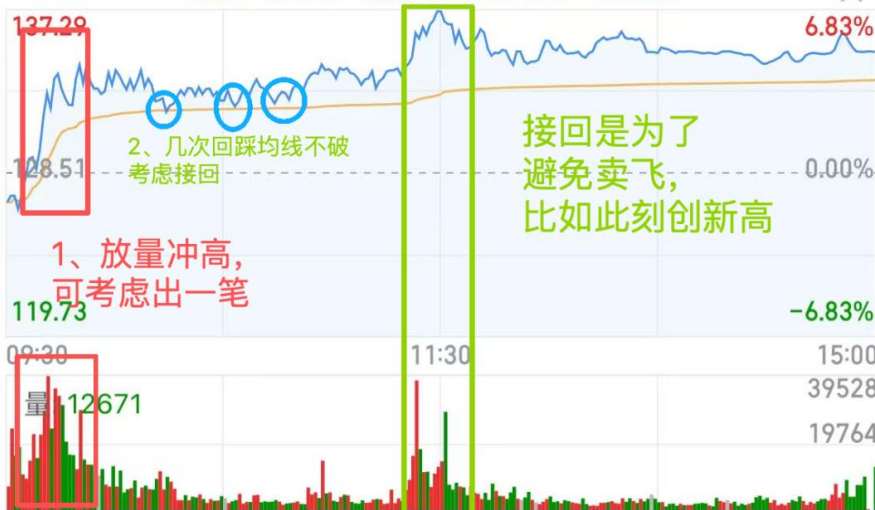 137.29
6.83%
2、几次回踩均线不破
考虑接回
128.51
0.00%
接回是为了
避免卖飞，
比如此刻创新高
1、放量冲高，
可考虑出一笔
119.73
-6.83%
09:30
11:30
15:00
量:12671
39528
19764